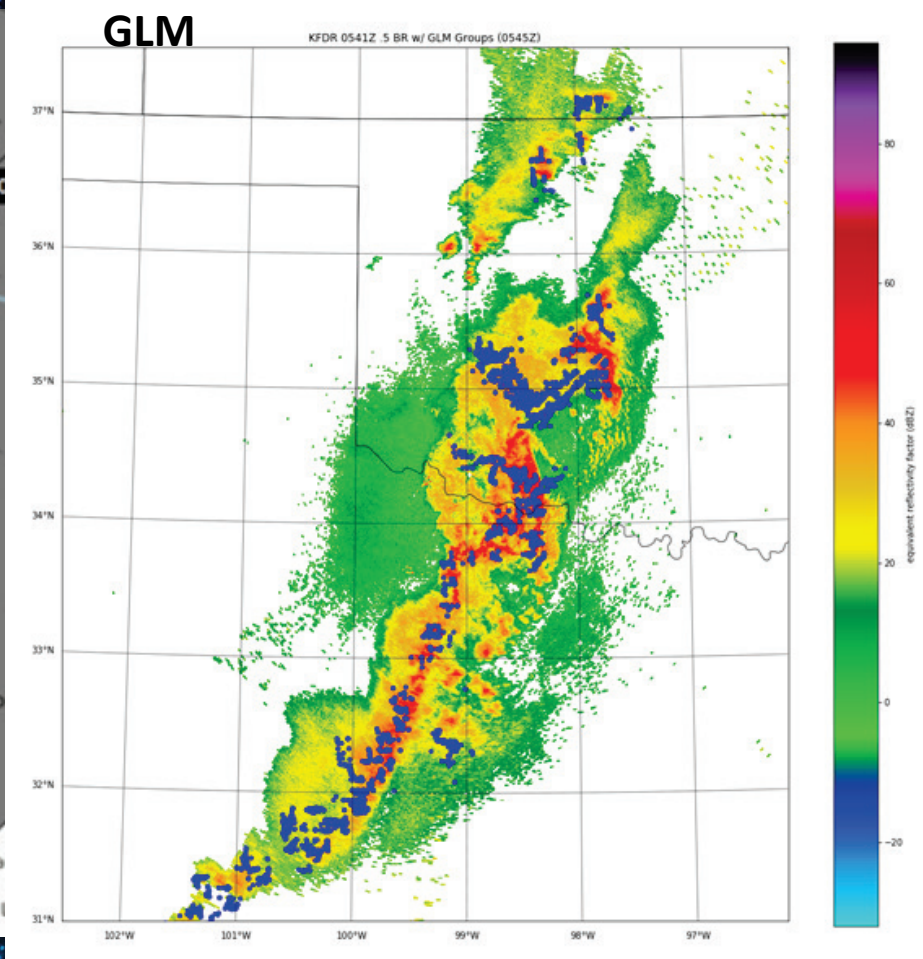 GLM
KFDR 0541Z .5 BR w/ GLM Groups (0545Z)
37°N
36°N
35°N
34°N
33°N
32°N
31°N
102°W
101°W
100°W
99°W
98°W
97°W
80
60
40
20
0
−20
equivalent reflectivity factor (dBZ)